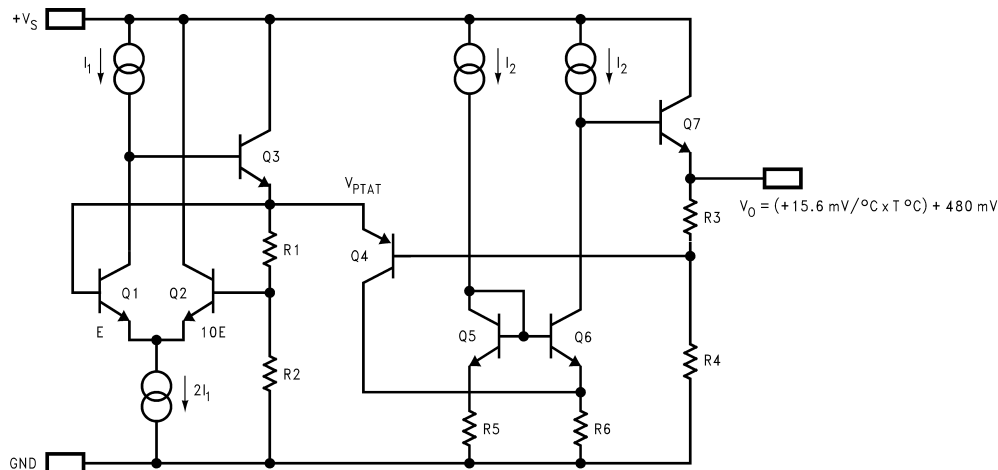 +VS
I1
I2
I2
Q7
Q3
VPTAT
R3
VO = (+15.6 mV/°C x T °C) + 480 mV
R1
Q4
Q1
Q2
E
10E
Q5
Q6
R2
R4
2I1
R5
R6
GND